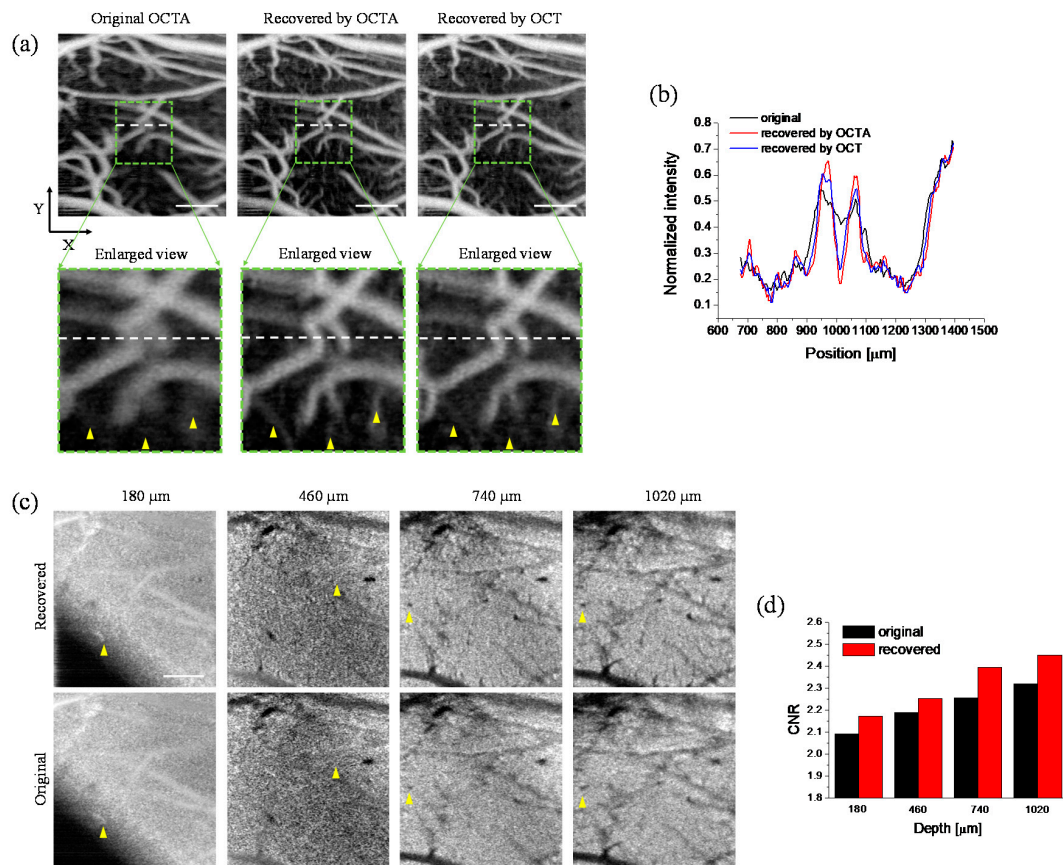 Original OCTA
Recovered by OCTA
Recovered by OCT
(a)
Y
X
Enlarged view
Enlarged view
Enlarged view
(b)
original
recovered by OCTA
recovered by OCT
0.8
0.7
0.6
0.5
0.4
0.3
0.2
0.1
Normalized intensity
600 700 800 900 1000 1100 1200 1300 1400 1500
Position [μm]
(c)
180 μm
460 μm
740 μm
1020 μm
Recovered
Original
(d)
original
recovered
2.6
2.5
2.4
2.3
2.2
2.1
2.0
1.9
1.8
CNR
180 460 740 1020
Depth [μm]